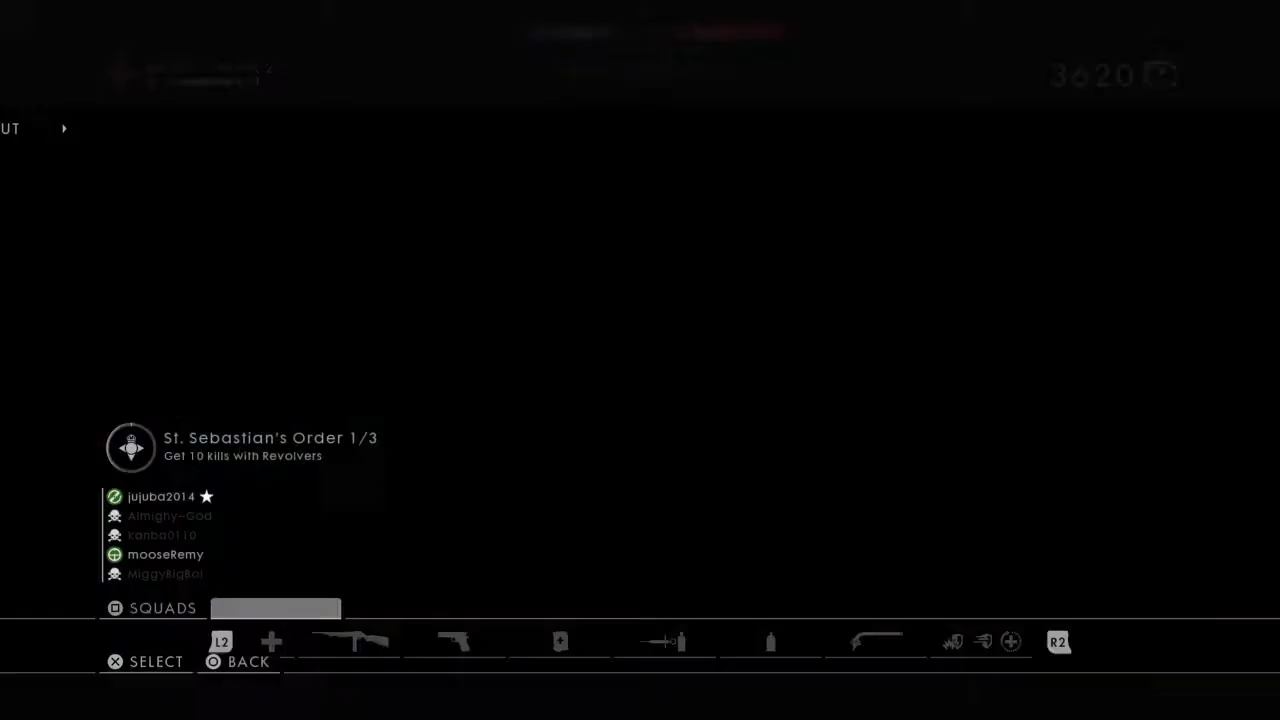 3620
UT
St. Sebastian's Order 1/3
Get 10 kills with Revolvers
jujuba2014
Almighy-God
kanba0110
mooseRemy
MiggyBigBoi
SQUADS
L2 R2
SELECT BACK